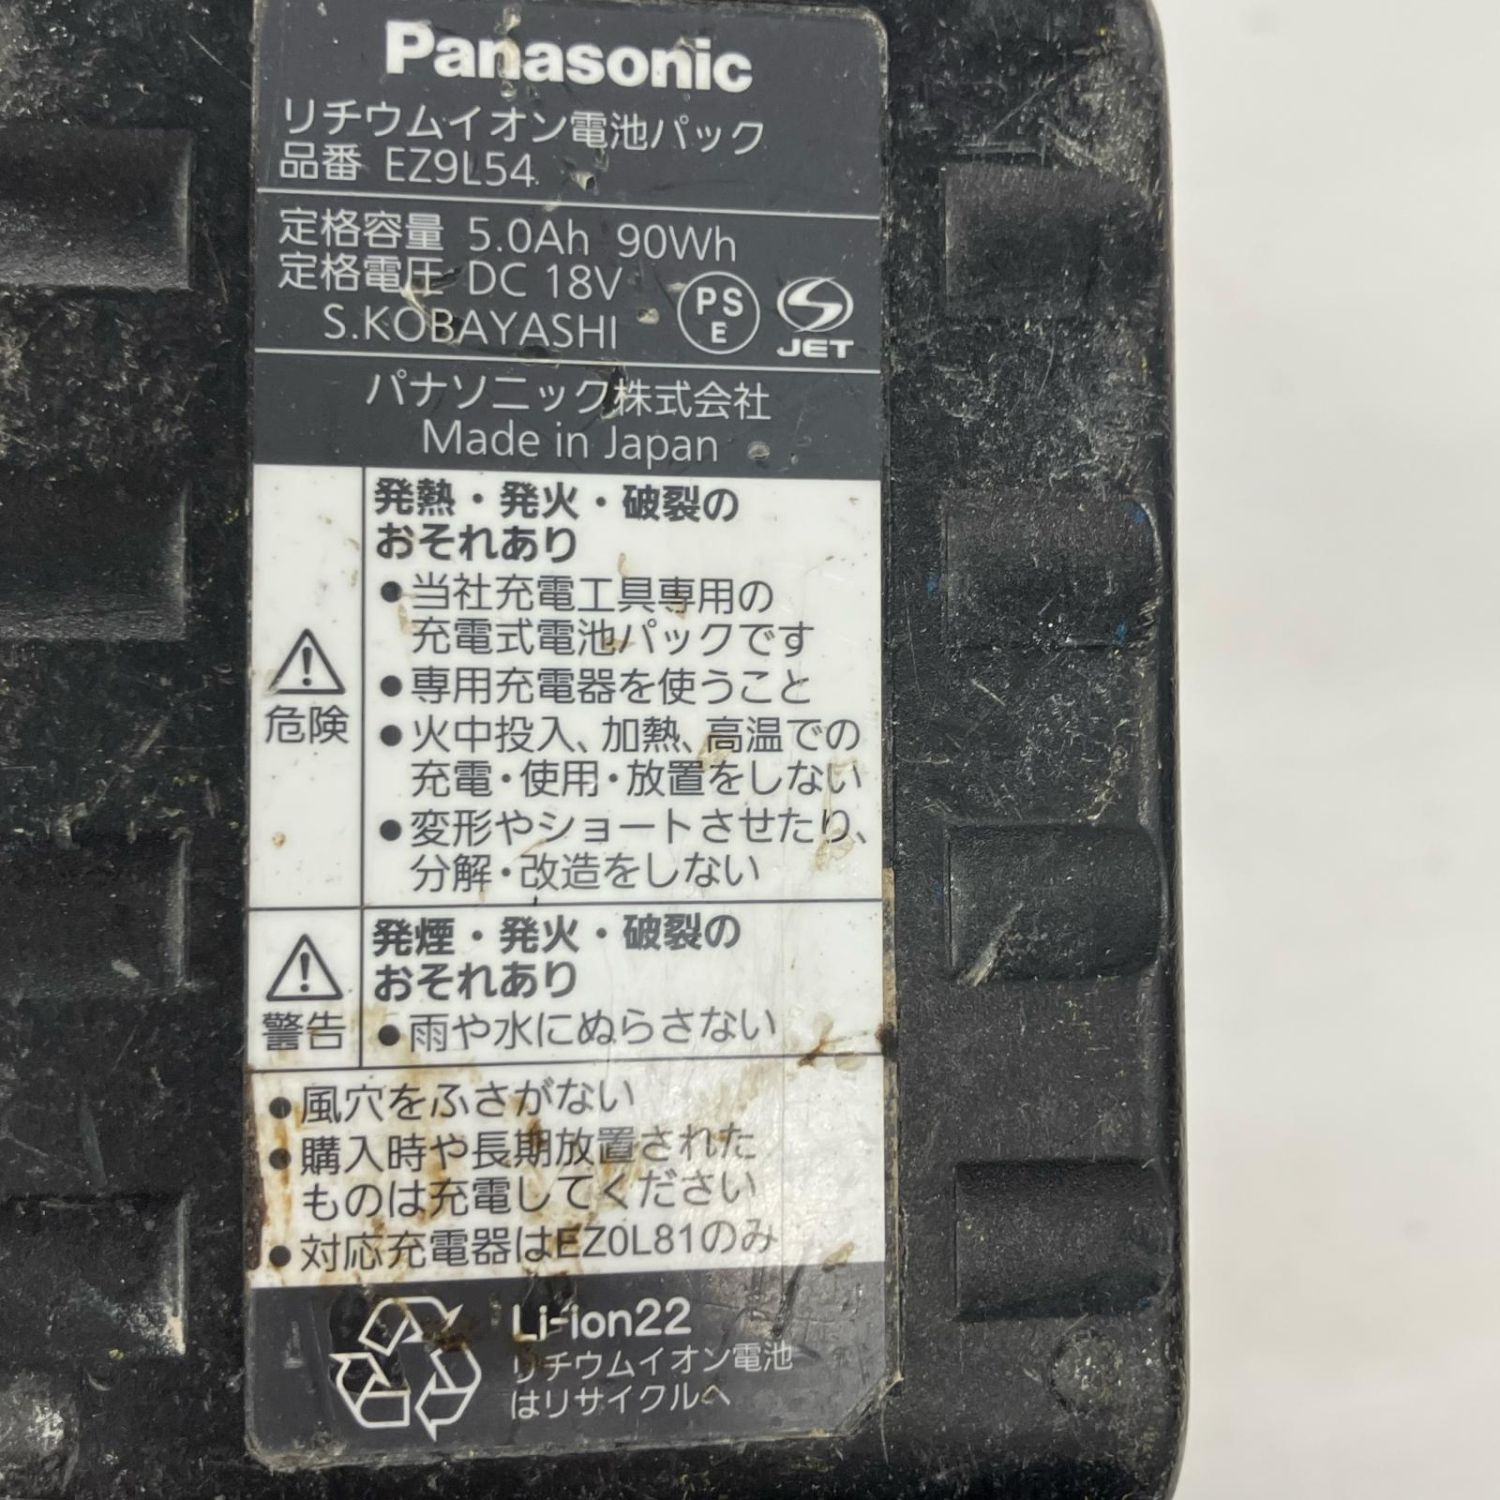 Panasonic
リチウムイオン電池パック
品番 EZ9L54
定格容量 5.0Ah 90Wh
定格電圧 DC 18V
S.KOBAYASHI
PS
E
JET
パナソニック株式会社
Made in Japan
発熱・発火・破裂の
おそれあり
●当社充電工具専用の
充電式電池パックです
●専用充電器を使うこと
●火中投入、加熱、高温での
充電・使用・放置をしない
●変形やショートさせたり、
分解・改造をしない
危険
発煙・発火・破裂の
おそれあり
●雨や水にぬらさない
警告
●風穴をふさがない
●購入時や長期放置された
ものは充電してください
●対応充電器はEZ0L81のみ
Li-ion22
リチウムイオン電池
はリサイクルへ